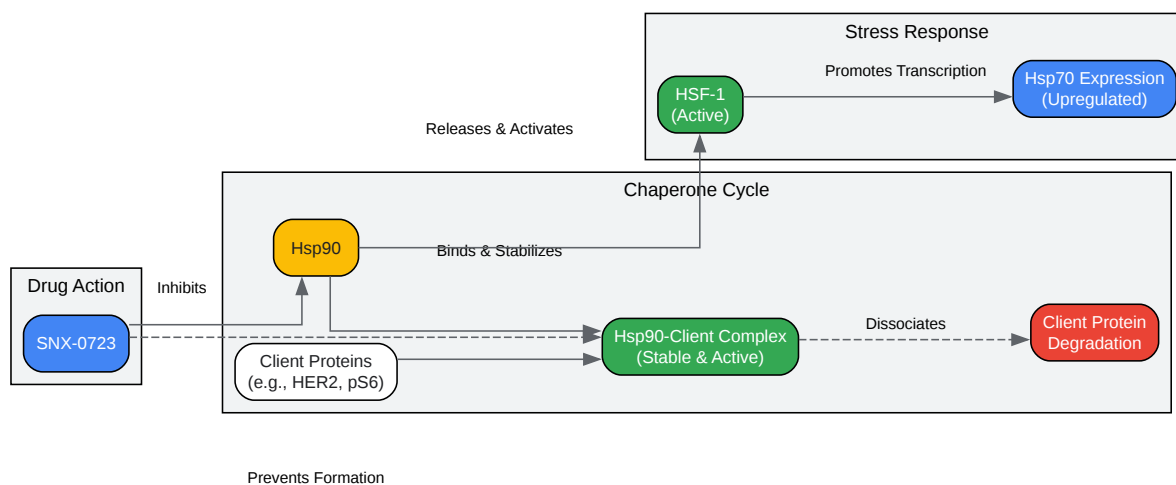 Stress Response
Promotes Transcription
HSF-1
(Active)
Hsp70 Expression
(Upregulated)
Releases & Activates
Chaperone Cycle
Hsp90
Binds & Stabilizes
Drug Action
Inhibits
SNX-0723
Client Proteins
(e.g., HER2, pS6)
Hsp90-Client Complex
(Stable & Active)
Dissociates
Client Protein
Degradation
Prevents Formation